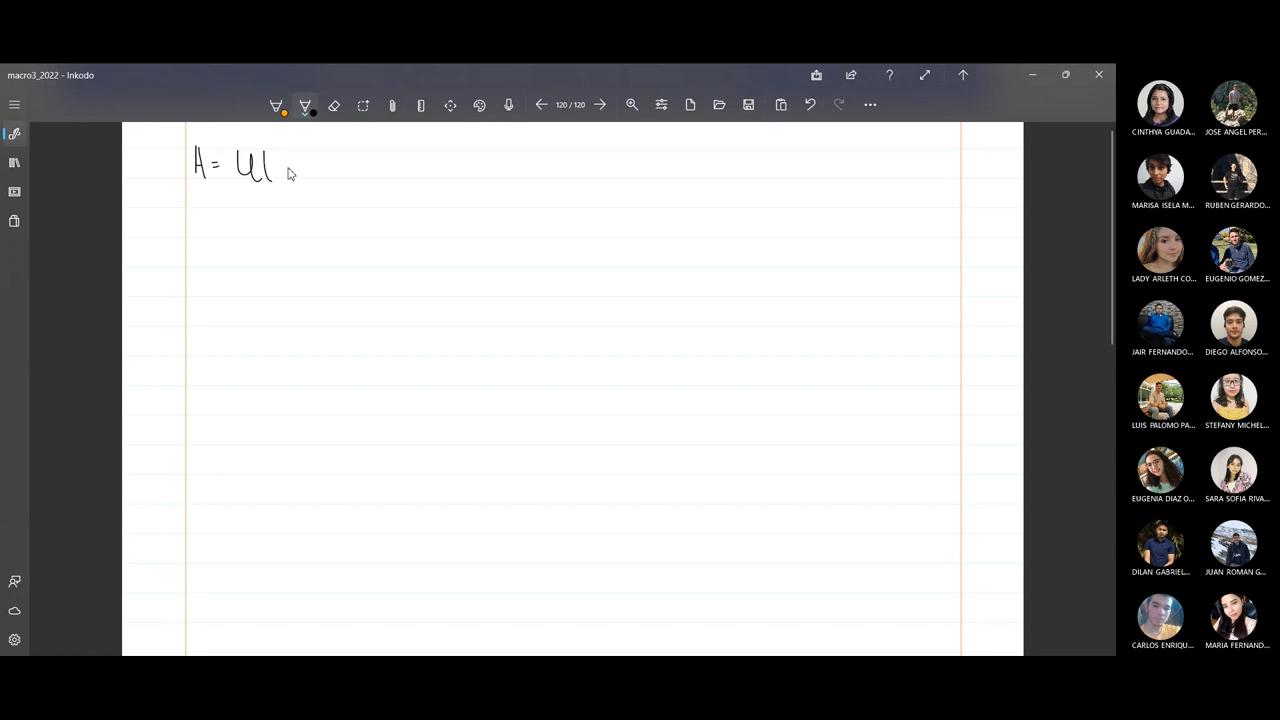 macro3_2022 - Inkodo
120 / 120
A =
CINTHYA GUADA...
JOSE ANGEL PER...
MARISA ISELA M...
RUBEN GERARDO...
LADY ARLETH CO...
EUGENIO GOMEZ...
JAIR FERNANDO...
DIEGO ALFONSO...
LUIS PALOMO PA...
STEFANY MICHEL...
EUGENIA DIAZ O...
SARA SOFIA RIVA...
DILAN GABRIEL...
JUAN ROMAN G...
CARLOS ENRIQU...
MARIA FERNAND...